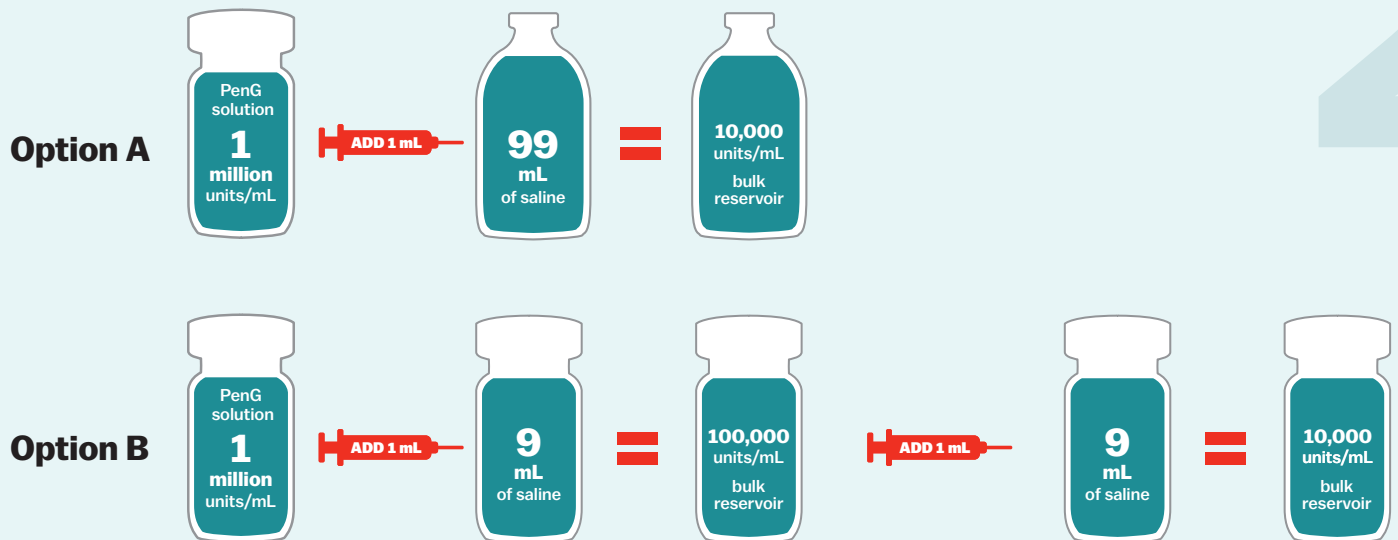 Option A
PenG
solution
1
million
units/mL
ADD 1 mL
99
mL
of saline
=
10,000
units/mL
bulk
reservoir
Option B
PenG
solution
1
million
units/mL
ADD 1 mL
9
mL
of saline
=
100,000
units/mL
bulk
reservoir
ADD 1 mL
9
mL
of saline
=
10,000
units/mL
bulk
reservoir